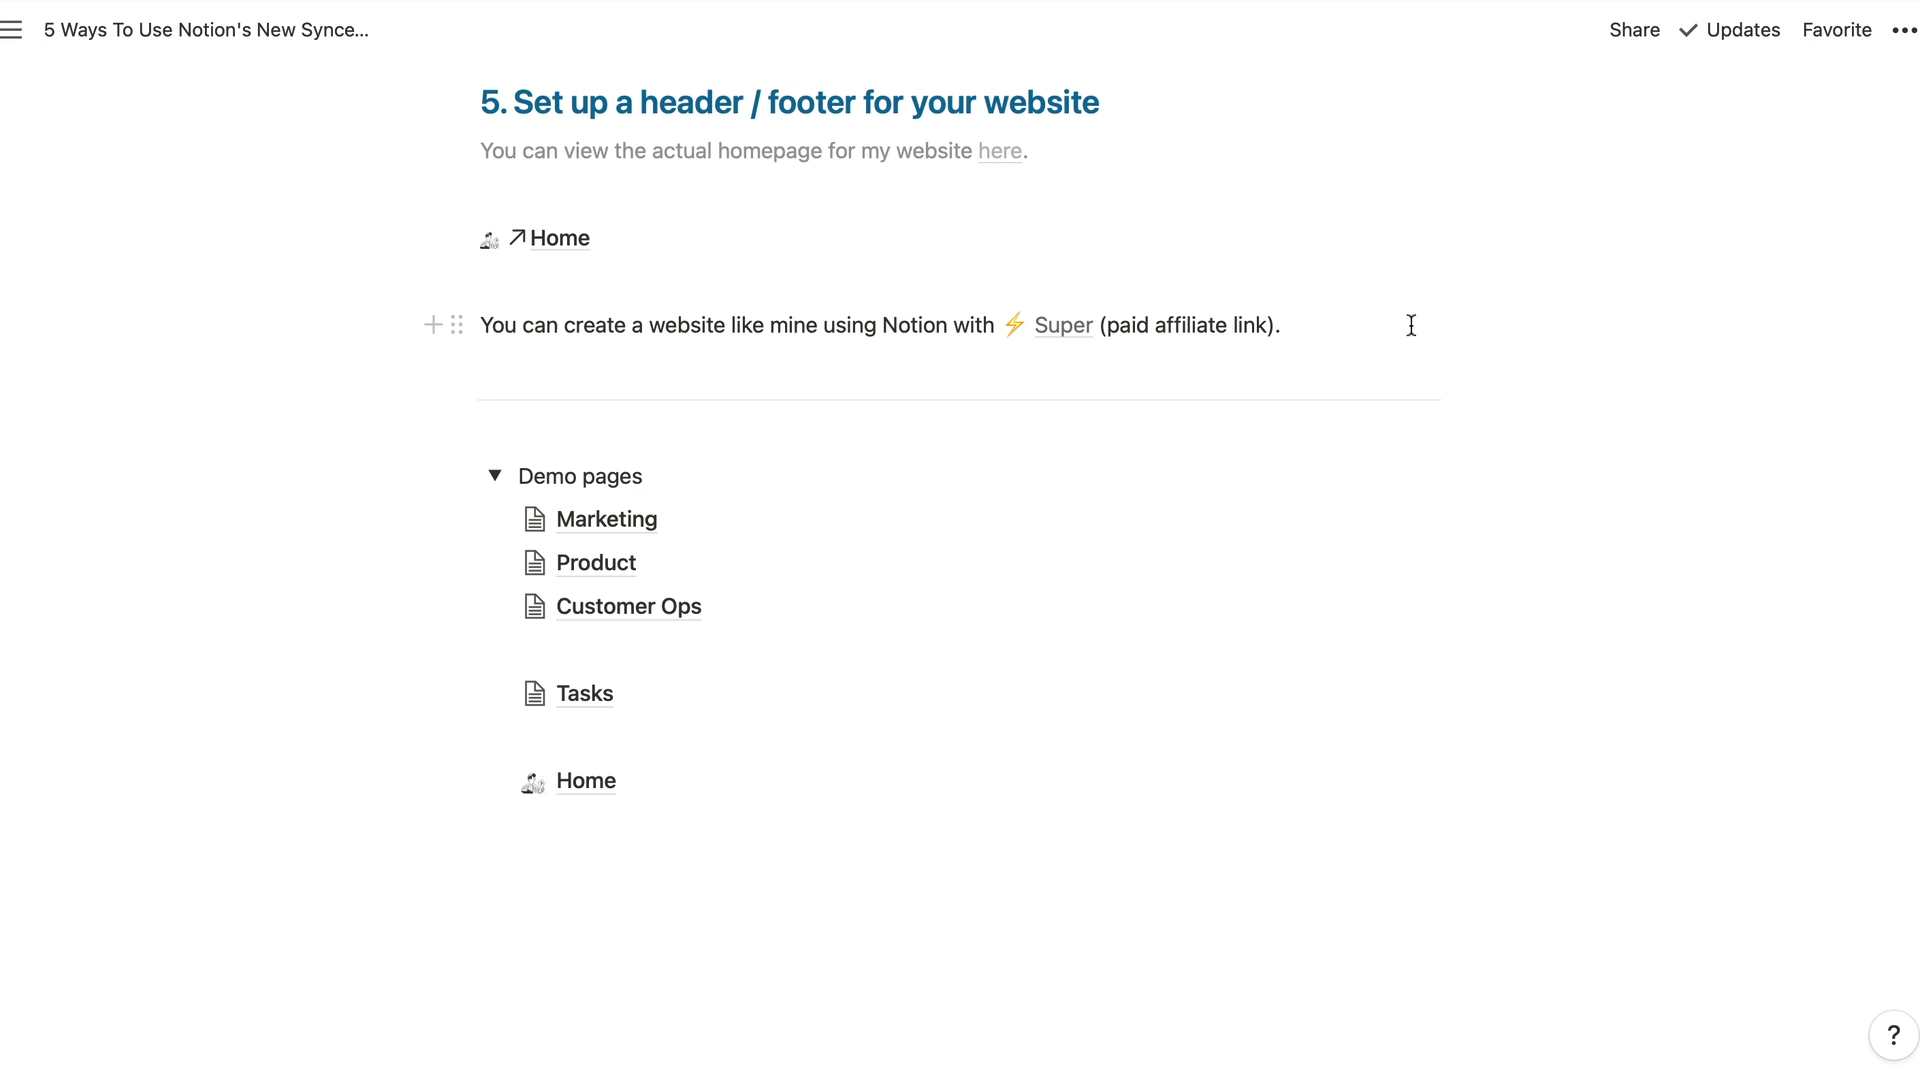 5 Ways To Use Notion's New Synce...
Share Updates Favorite
5. Set up a header / footer for your website
You can view the actual homepage for my website here.
Home
You can create a website like mine using Notion with ⚡ Super (paid affiliate link).
Demo pages
Marketing
Product
Customer Ops
Tasks
Home
?